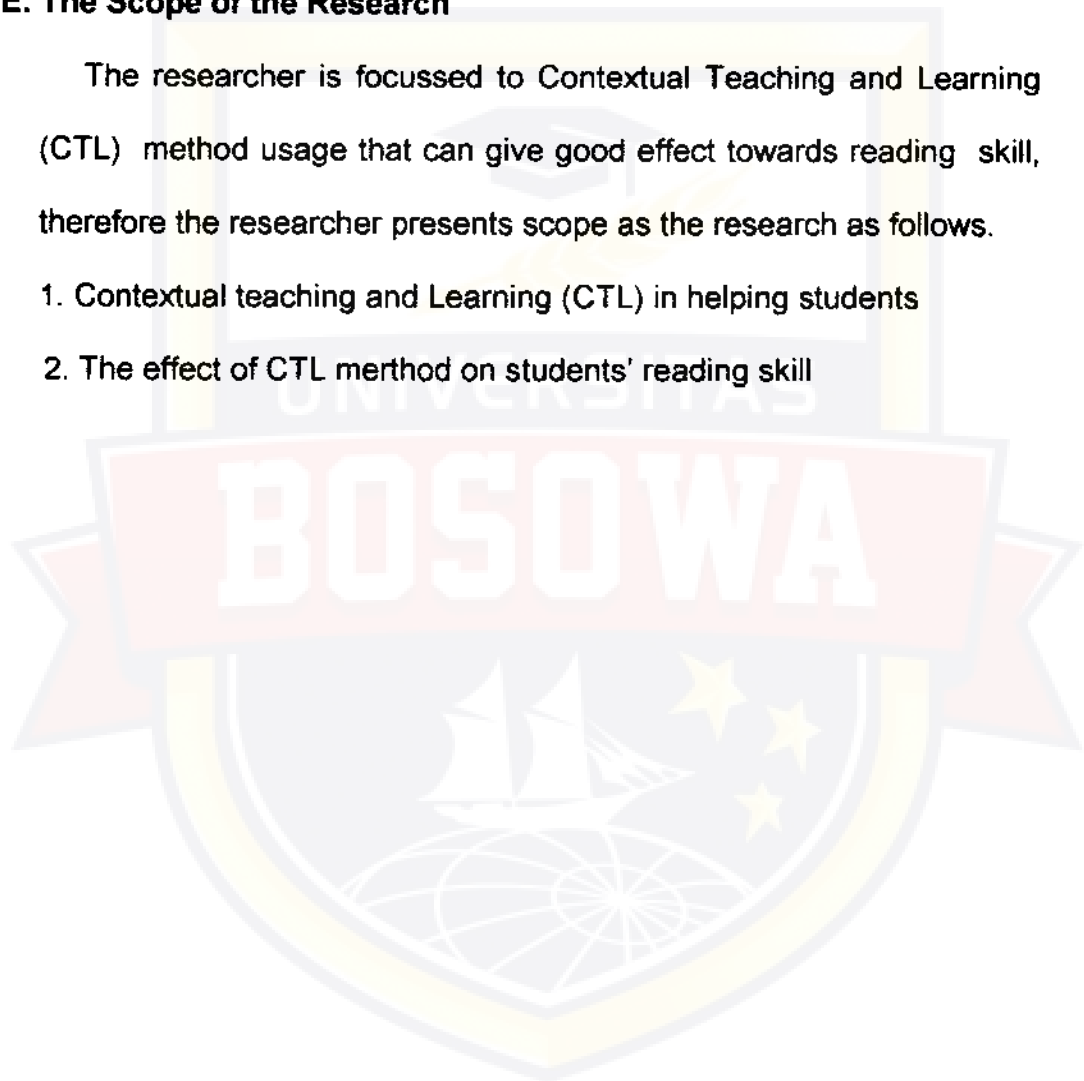 E. The Scope of the Research
The researcher is focussed to Contextual Teaching and Learning
(CTL) method usage that can give good effect towards reading skill,
therefore the researcher presents scope as the research as follows.
1. Contextual teaching and Learning (CTL) in helping students
2. The effect of CTL merthod on students' reading skill
UNIVERSITAS
BOSOWA